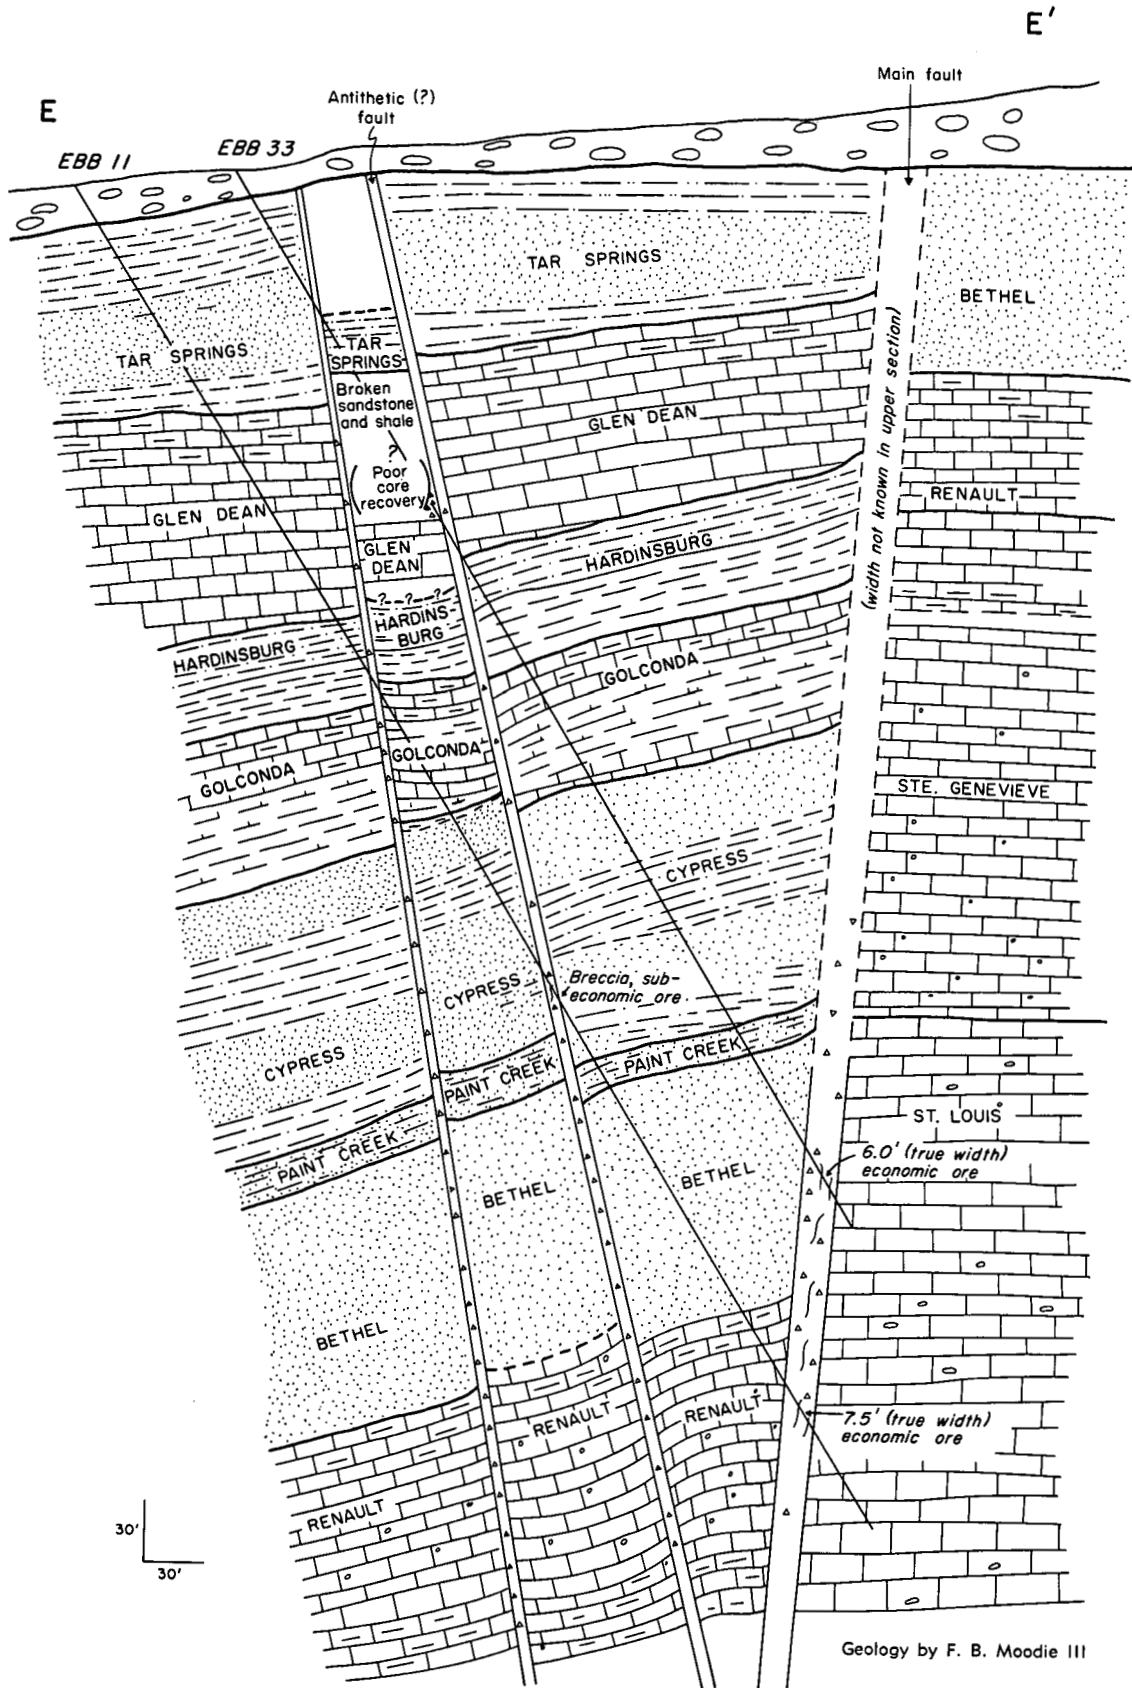 E'
Main fault
Antithetic (?)
fault
E
EBB 11
EBB 33
TAR SPRINGS
BETHEL
TAR SPRINGS
TAR
SPRINGS
Broken
sandstone
and shale
?
(Poor
core
recovery)
GLEN DEAN
(width not known in upper section)
RENAULT
GLEN DEAN
GLEN
DEAN
HARDINSBURG
? ? ?
HARDINS-
BURG
HARDINSBURG
GOLCONDA
GOLCONDA
GOLCONDA
STE. GENEVIEVE
CYPRESS
CYPRESS
Breccia, sub-
economic ore
CYPRESS
PAINT CREEK
PAINT CREEK
PAINT CREEK
ST. LOUIS
6.0' (true width)
economic ore
BETHEL
BETHEL
BETHEL
RENAULT
RENAULT
7.5' (true width)
economic ore
RENAULT
30'
30'
Geology by F. B. Moodie III